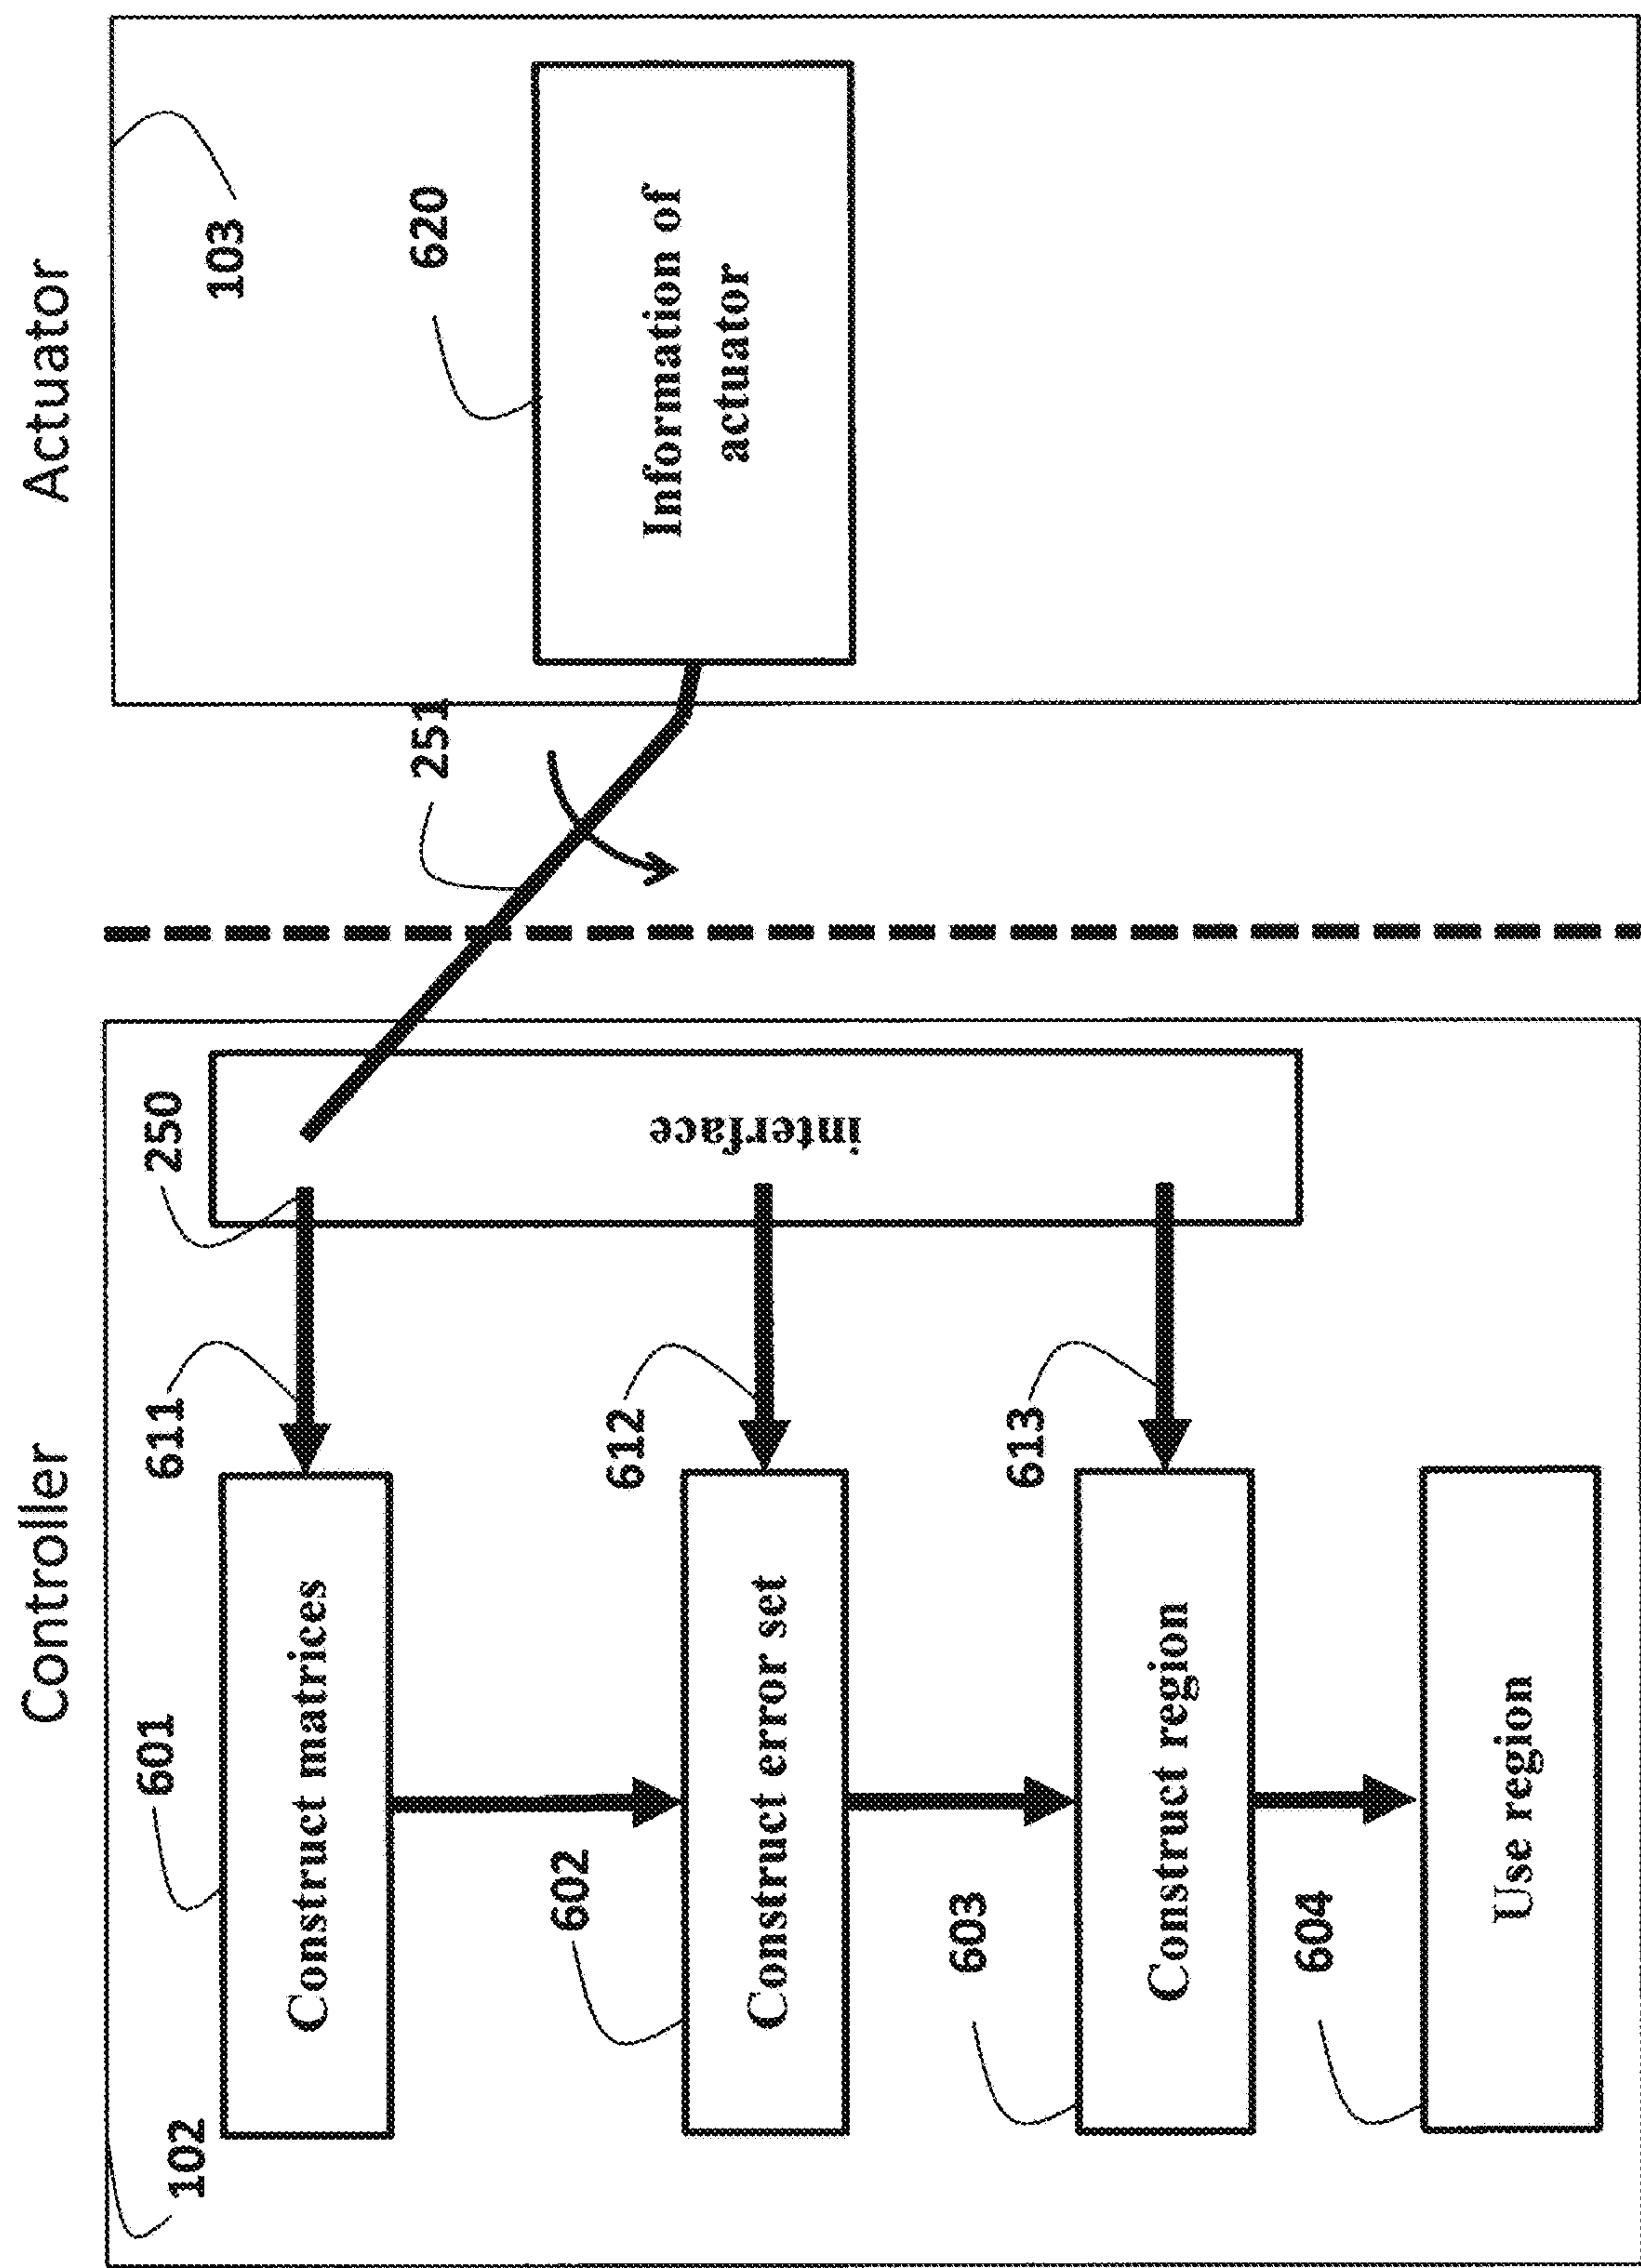 Controller
Actuator
102
601
611
250
251
103
Construct matrices
interface
620
Information of
actuator
602
612
Construct error set
603
613
Construct region
604
Use region